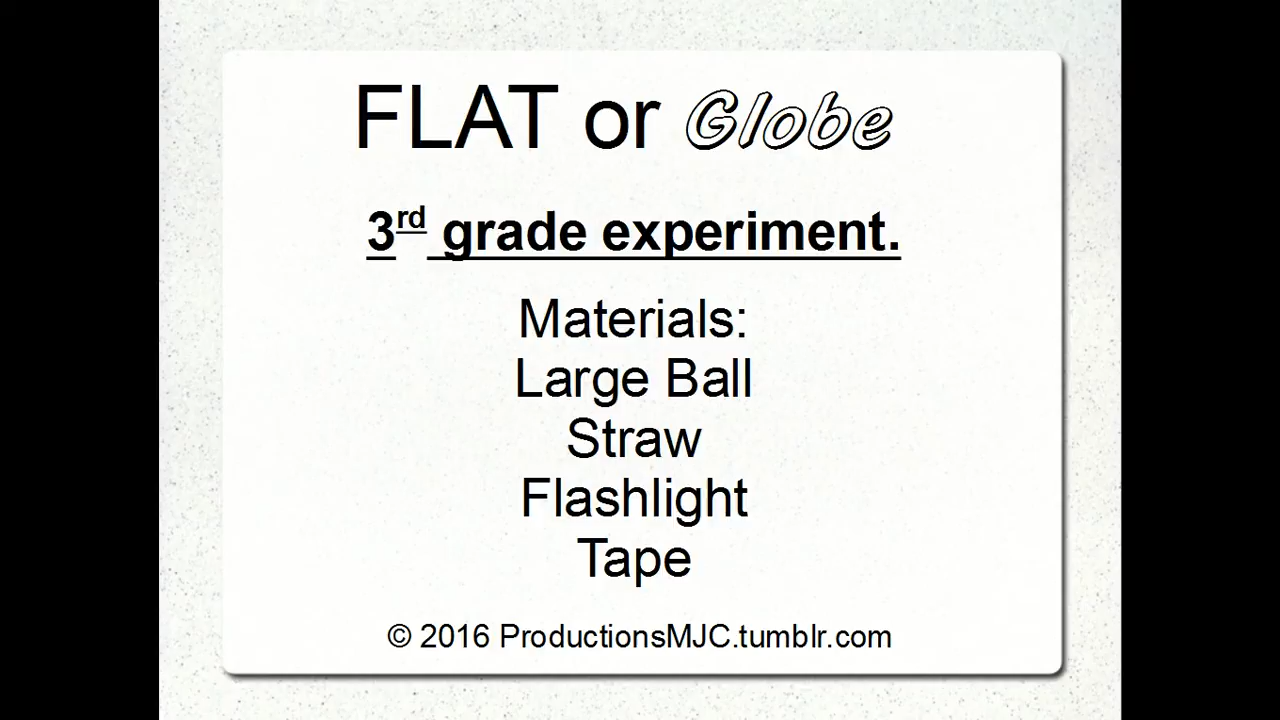 FLAT or Globe
3rd grade experiment.
Materials:
Large Ball
Straw
Flashlight
Tape
© 2016 ProductionsMJC.tumblr.com